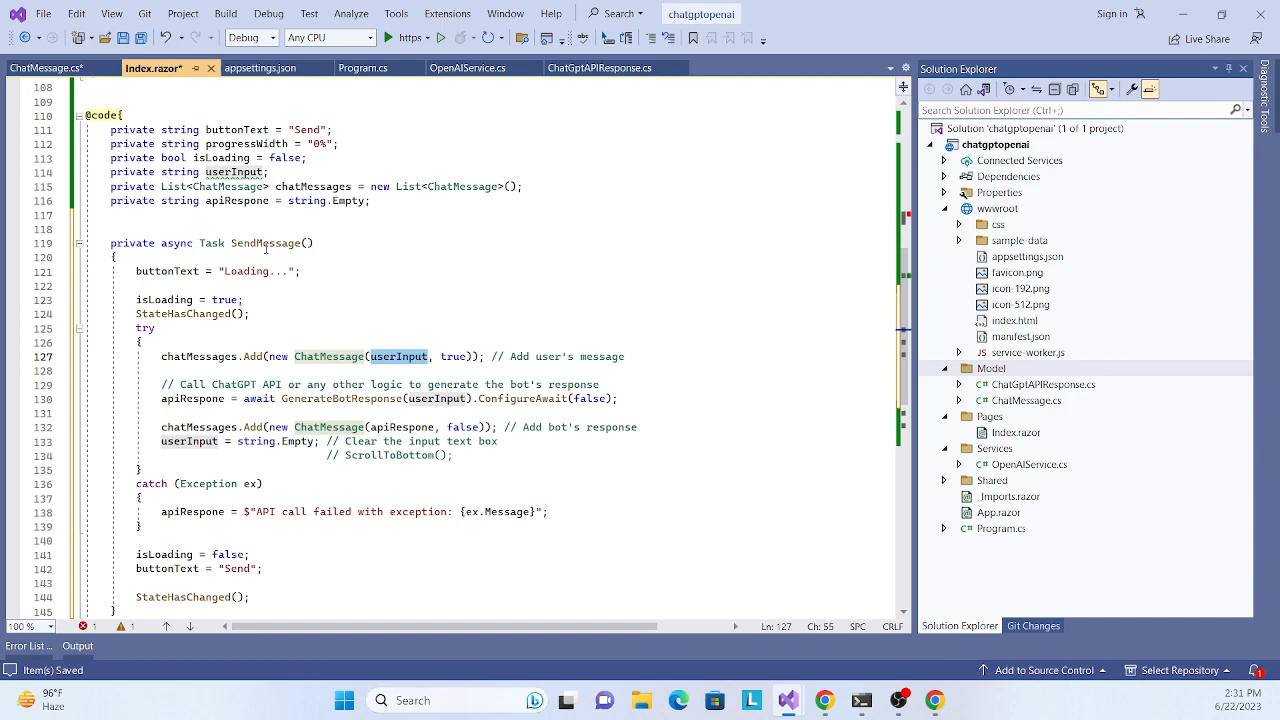 File Edit View Git Project Build Debug Test Analyze Tools Extensions Window Help Search chatgptopenai Sign in
Debug Any CPU https Live Share
ChatMessage.cs* Index.razor* appsettings.json Program.cs OpenAIService.cs ChatGptAPIResponse.cs
108
109
110 @code{
111 private string buttonText = "Send";
112 private string progressWidth = "0%";
113 private bool isLoading = false;
114 private string userInput;
115 private List<ChatMessage> chatMessages = new List<ChatMessage>();
116 private string apiRespone = string.Empty;
117
118
119 private async Task SendMessage()
120 {
121 buttonText = "Loading...";
122
123 isLoading = true;
124 StateHasChanged();
125 try
126 {
127 chatMessages.Add(new ChatMessage(userInput, true)); // Add user's message
128
129 // Call ChatGPT API or any other logic to generate the bot's response
130 apiRespone = await GenerateBotResponse(userInput).ConfigureAwait(false);
131
132 chatMessages.Add(new ChatMessage(apiRespone, false)); // Add bot's response
133 userInput = string.Empty; // Clear the input text box
134 // ScrollToBottom();
135 }
136 catch (Exception ex)
137 {
138 apiRespone = $"API call failed with exception: {ex.Message}";
139 }
140
141 isLoading = false;
142 buttonText = "Send";
143
144 StateHasChanged();
145 }
100 % 1 1 Ln: 127 Ch: 55 SPC CRLF
Error List ... Output
Item(s) Saved Add to Source Control Select Repository 1
Solution Explorer
Search Solution Explorer (Ctrl+;)
Solution 'chatgptopenai' (1 of 1 project)
chatgptopenai
Connected Services
Dependencies
Properties
wwwroot
css
sample-data
appsettings.json
favicon.png
icon-192.png
icon-512.png
index.html
manifest.json
service-worker.js
Model
ChatGptAPIResponse.cs
ChatMessage.cs
Pages
Index.razor
Services
OpenAIService.cs
Shared
_Imports.razor
App.razor
Program.cs
Solution Explorer Git Changes
Diagnostic Tools
96°F
Haze
Search
2:31 PM
6/22/2023